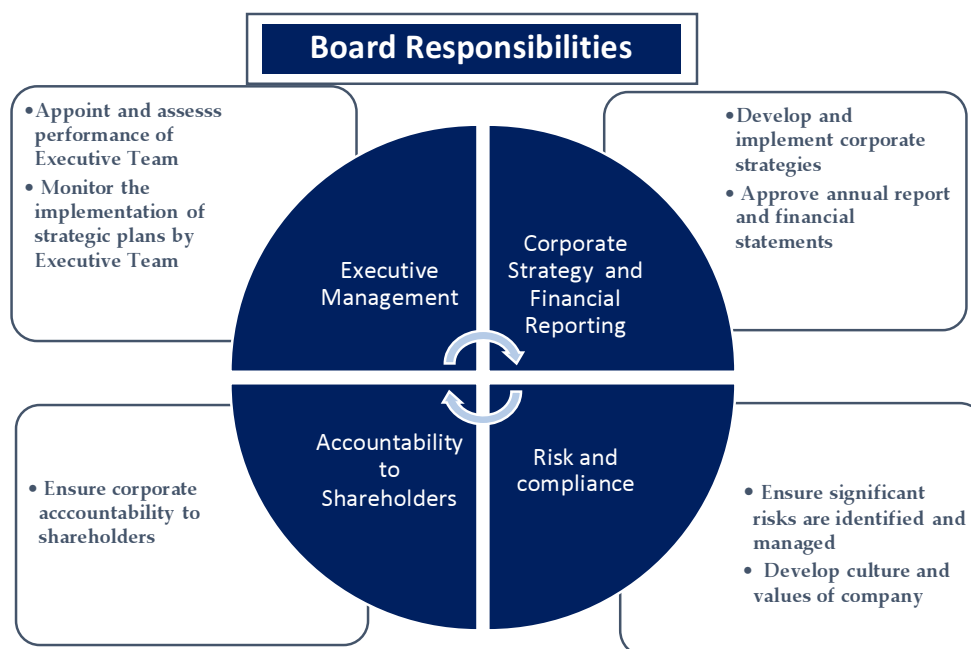 Board Responsibilities
•Appoint and assesss
performance of
Executive Team
• Monitor the
implementation of
strategic plans by
Executive Team
•Develop and
implement corporate
strategies
• Approve annual report
and financial
statements
Executive
Management
Corporate
Strategy and
Financial
Reporting
Accountability
to
Shareholders
Risk and
compliance
• Ensure corporate
acccountability to
shareholders
• Ensure significant
risks are identified and
managed
• Develop culture and
values of company